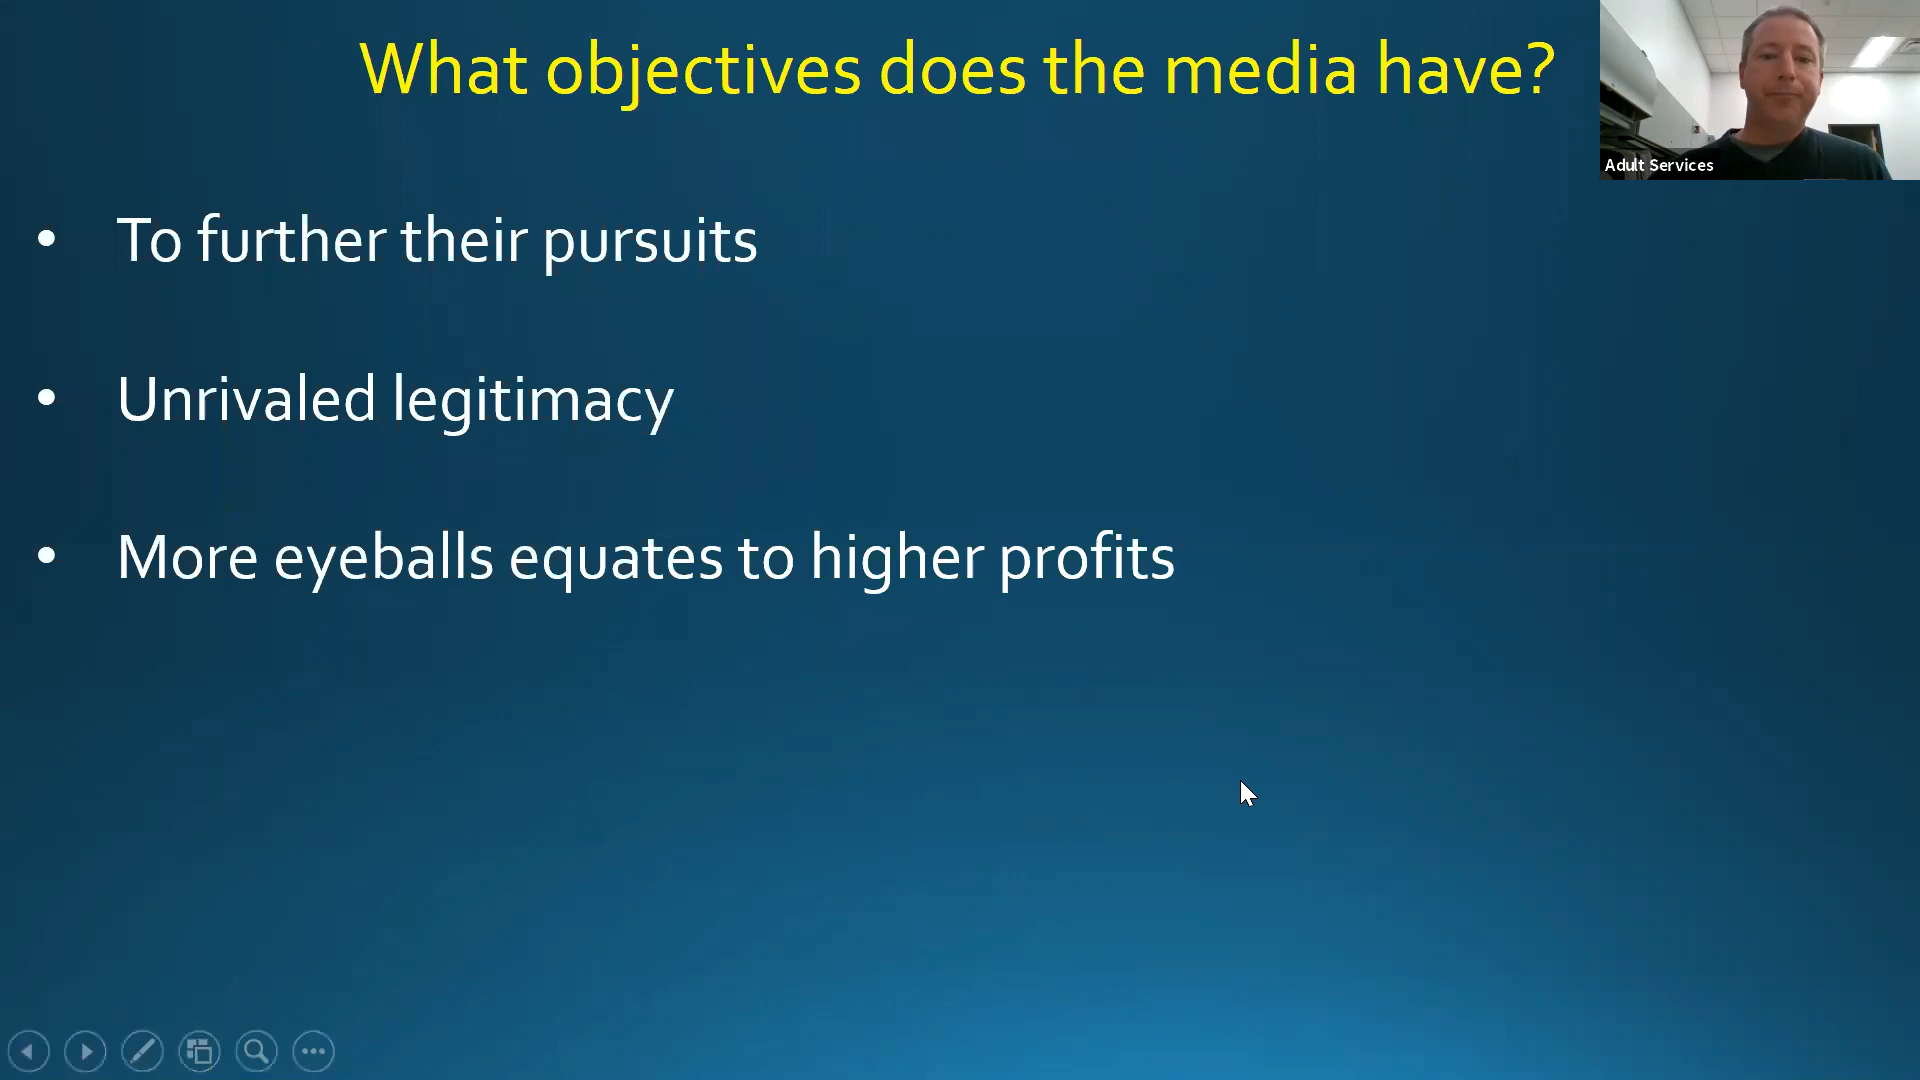 What objectives does the media have?
Adult Services
• To further their pursuits
• Unrivaled legitimacy
• More eyeballs equates to higher profits